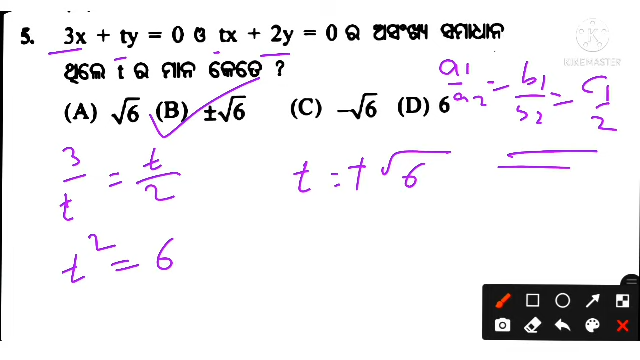 5. 3x + ty = 0 ଓ tx + 2y = 0 ର ଅସଂଖ୍ୟ ସମାଧାନ
ଥିଲେ t ର ମାନ କେତେ ?
(A) √6 (B) ±√6 (C) –√6 (D) 6
a1/a2 = b1/b2 = c1/2
3/t = t/2
t = ±√6
t² = 6
KINEMASTER